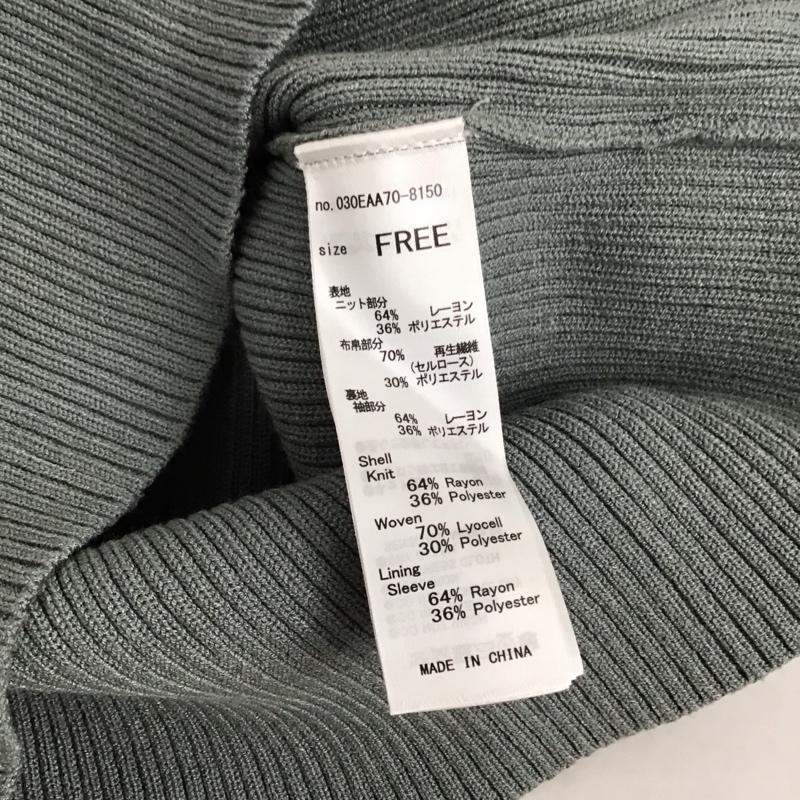 no.030EAA70-8150
size FREE
表地
ニット部分
64% レーヨン
36% ポリエステル
布帛部分
70% 再生繊維
(セルロース)
30% ポリエステル
裏地
袖部分
64% レーヨン
36% ポリエステル
Shell
Knit
64% Rayon
36% Polyester
Woven
70% Lyocell
30% Polyester
Lining
Sleeve
64% Rayon
36% Polyester
MADE IN CHINA